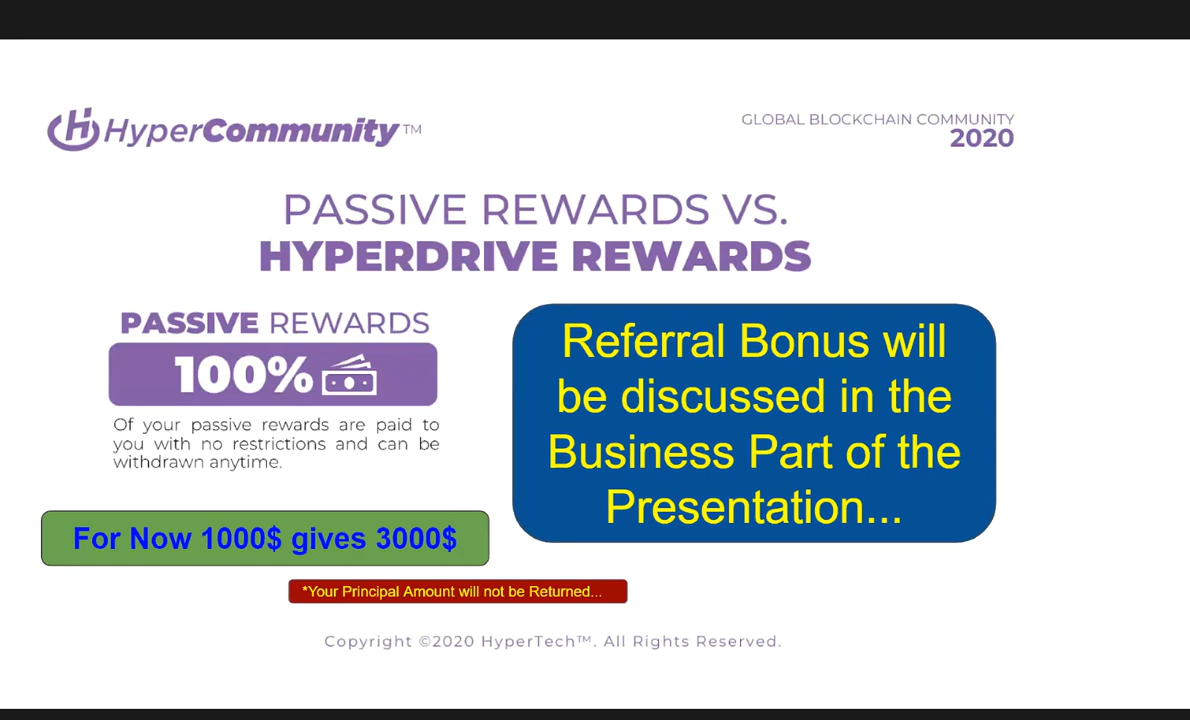 HyperCommunity™
GLOBAL BLOCKCHAIN COMMUNITY
2020
PASSIVE REWARDS VS.
HYPERDRIVE REWARDS
PASSIVE REWARDS
100%
Of your passive rewards are paid to
you with no restrictions and can be
withdrawn anytime.
Referral Bonus will
be discussed in the
Business Part of the
Presentation...
For Now 1000$ gives 3000$
*Your Principal Amount will not be Returned...
Copyright ©2020 HyperTech™. All Rights Reserved.